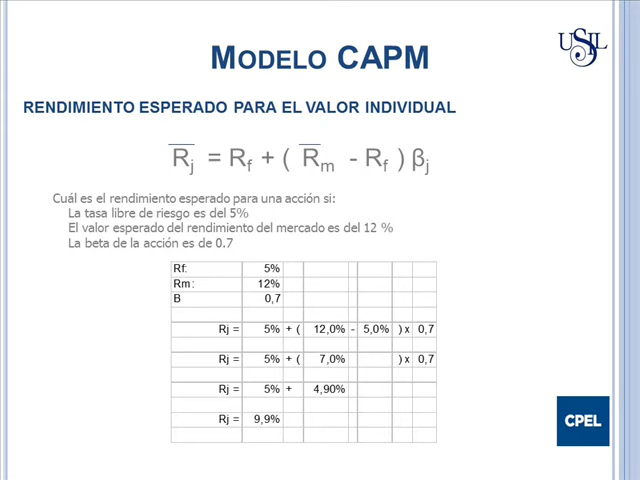 USIL
MODELO CAPM
RENDIMIENTO ESPERADO PARA EL VALOR INDIVIDUAL
Rj = Rf + ( Rm - Rf ) βj
Cuál es el rendimiento esperado para una acción si:
La tasa libre de riesgo es del 5%
El valor esperado del rendimiento del mercado es del 12 %
La beta de la acción es de 0.7
Rf: 5%
Rm: 12%
B 0,7
Rj = 5% + ( 12,0% - 5,0% ) x 0,7
Rj = 5% + ( 7,0% ) x 0,7
Rj = 5% + 4,90%
Rj = 9,9%
CPEL